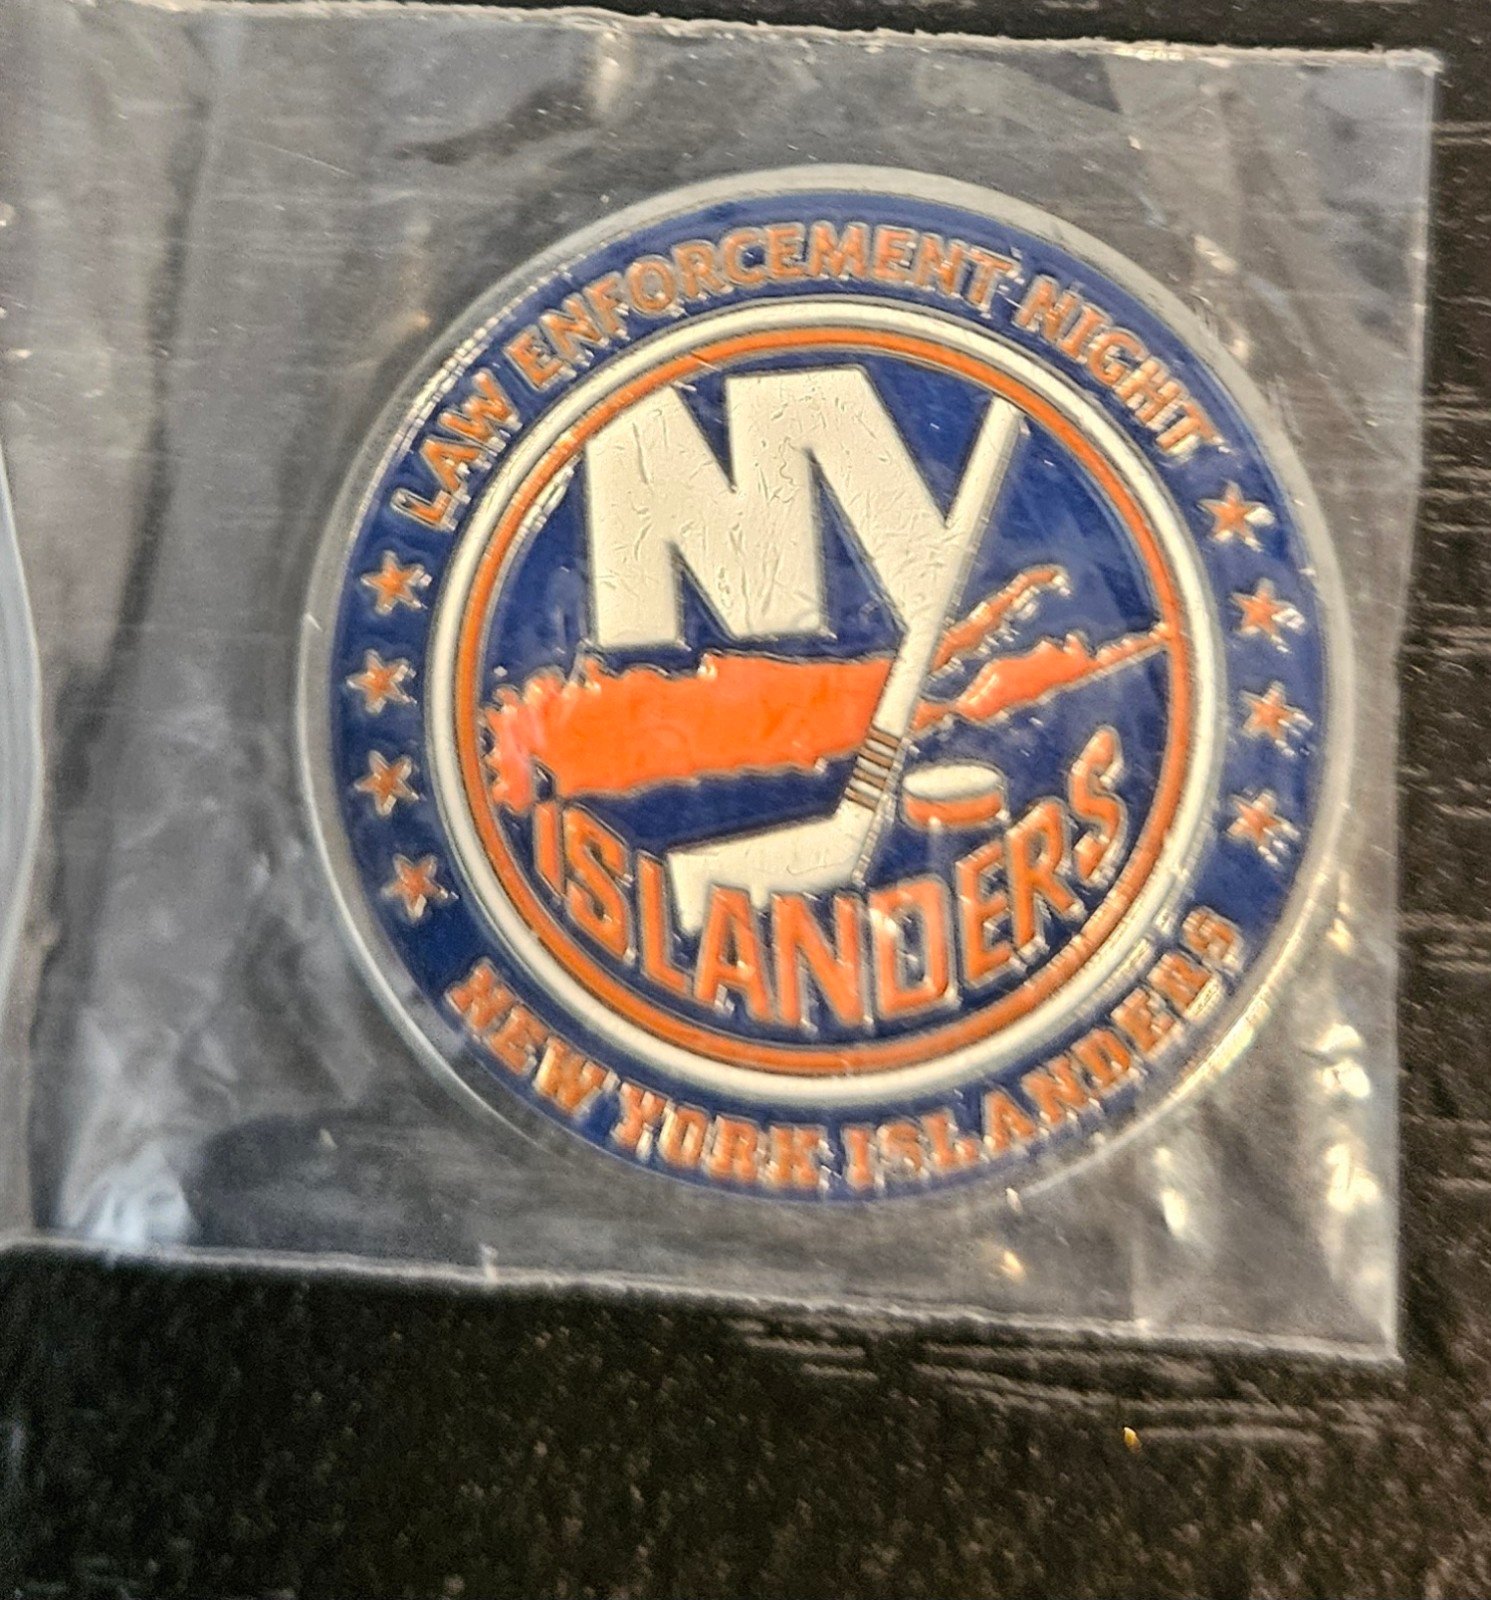 LAW ENFORCEMENT NIGHT
NY
ISLANDERS
NEW YORK ISLANDERS